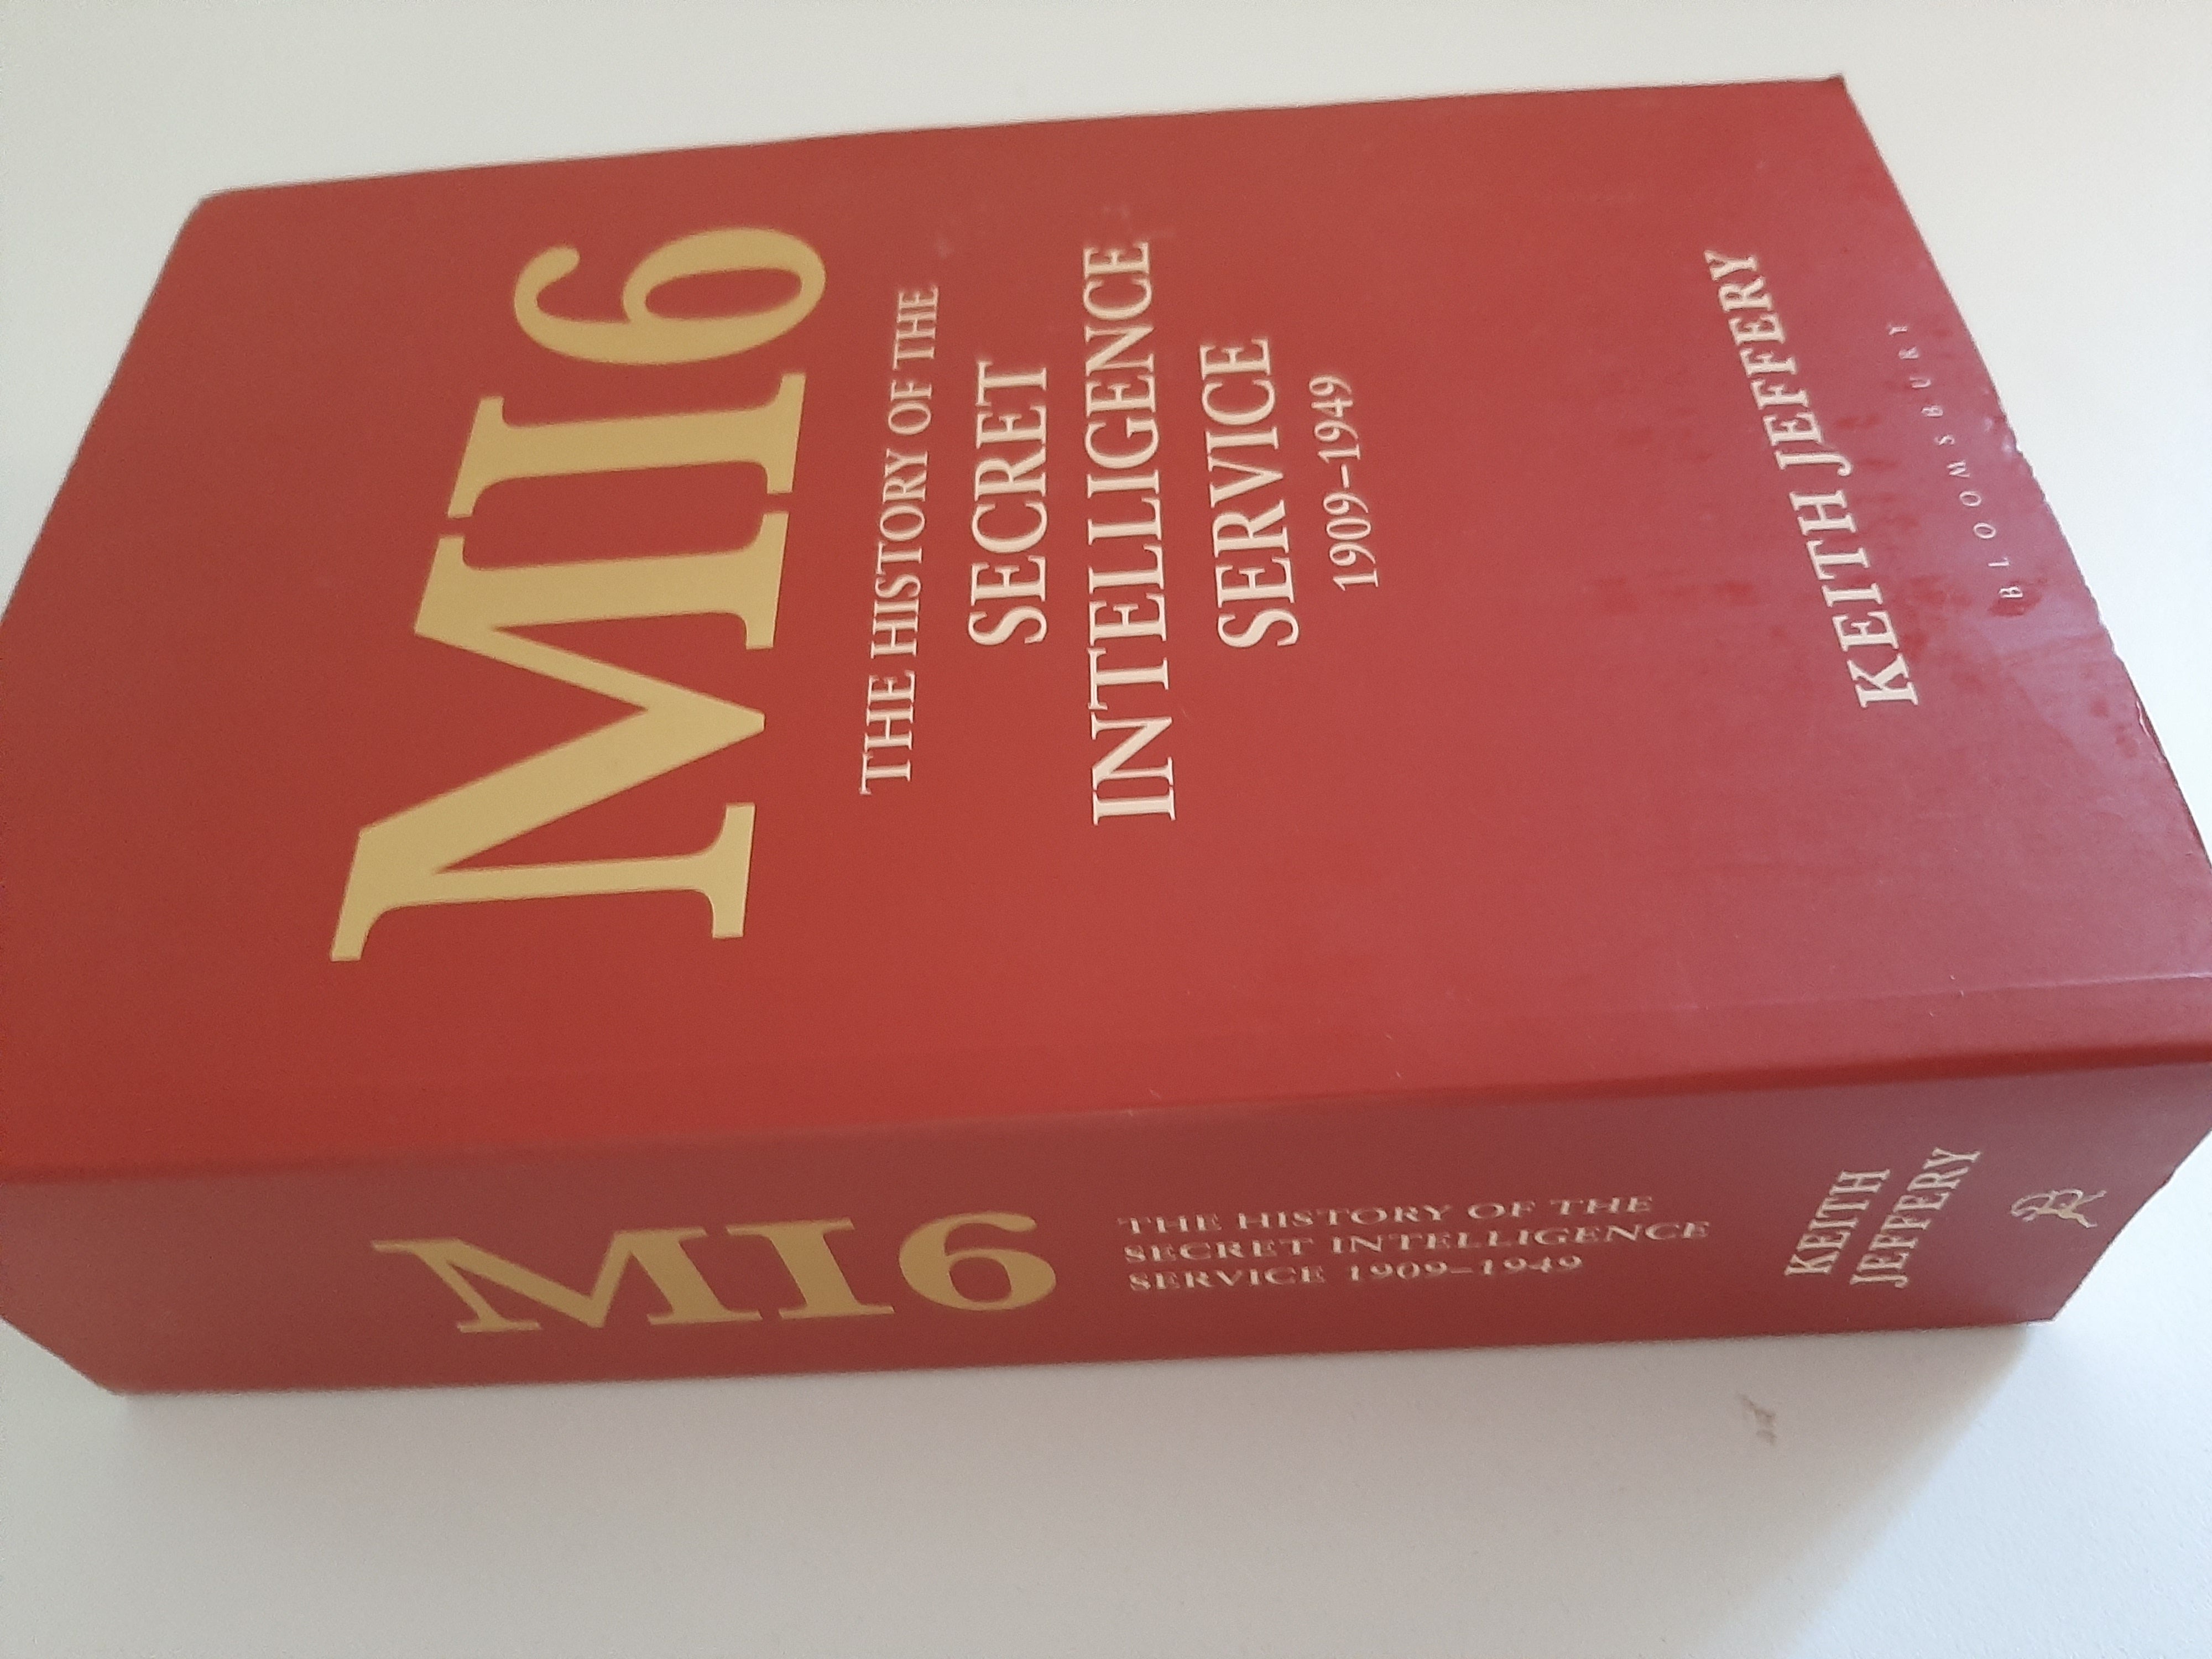 MI6
THE HISTORY OF THE
SECRET
INTELLIGENCE
SERVICE
1909–1949
KEITH JEFFERY
BLOOMSBURY
MI6
THE HISTORY OF THE
SECRET INTELLIGENCE
SERVICE 1909–1949
KEITH
JEFFERY